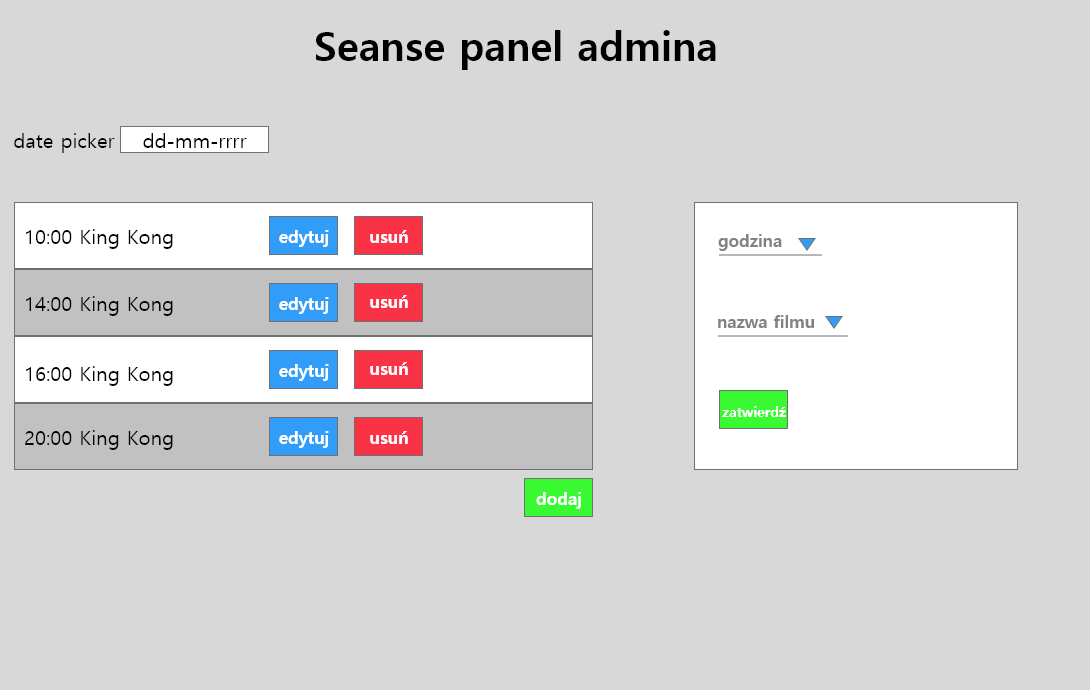 Seanse panel admina
date picker dd-mm-rrrr
10:00 King Kong edytuj usuń
14:00 King Kong edytuj usuń
16:00 King Kong edytuj usuń
20:00 King Kong edytuj usuń
dodaj
godzina
nazwa filmu
zatwierdź